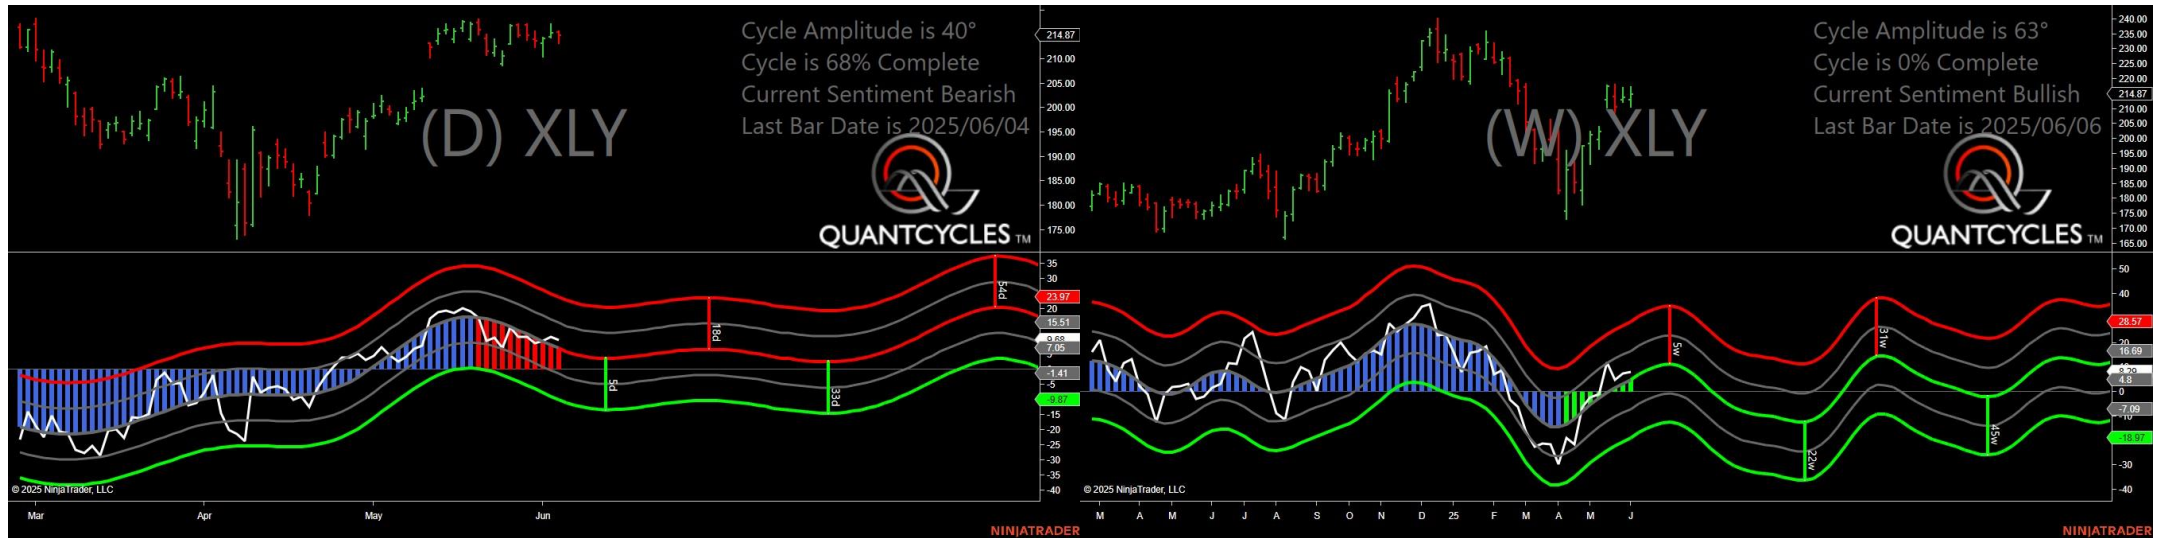 Cycle Amplitude is 40°
Cycle is 68% Complete
Current Sentiment Bearish
Last Bar Date is 2025/06/04
(D) XLY
QUANTCYCLES TM
214.87
210.00
205.00
200.00
195.00
190.00
185.00
180.00
175.00
35
30
23.97
20
15.51
9.68
7.05
-1.41
-5
-9.87
-15
-20
-25
-30
-35
-40
5d
18d
33d
54d
© 2025 NinjaTrader, LLC
Mar Apr May Jun
NINJATRADER
Cycle Amplitude is 63°
Cycle is 0% Complete
Current Sentiment Bullish
Last Bar Date is 2025/06/06
(W) XLY
QUANTCYCLES TM
240.00
235.00
230.00
225.00
220.00
214.87
210.00
205.00
200.00
195.00
190.00
185.00
180.00
175.00
170.00
165.00
50
40
28.57
20
16.69
8.29
4.8
0
-7.09
-10
-18.97
-30
-40
5w
22w
31w
45w
© 2025 NinjaTrader, LLC
M A M J J A S O N D 25 F M A M J
NINJATRADER